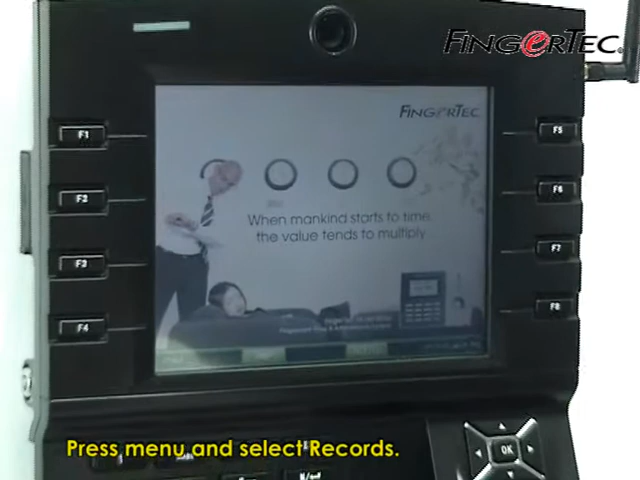 FINGERTEC®
FINGERTEC
F1
F5
F2
F6
When mankind starts to time,
the value tends to multiply
F3
F7
F8
F4
Press menu and select Records.
OK